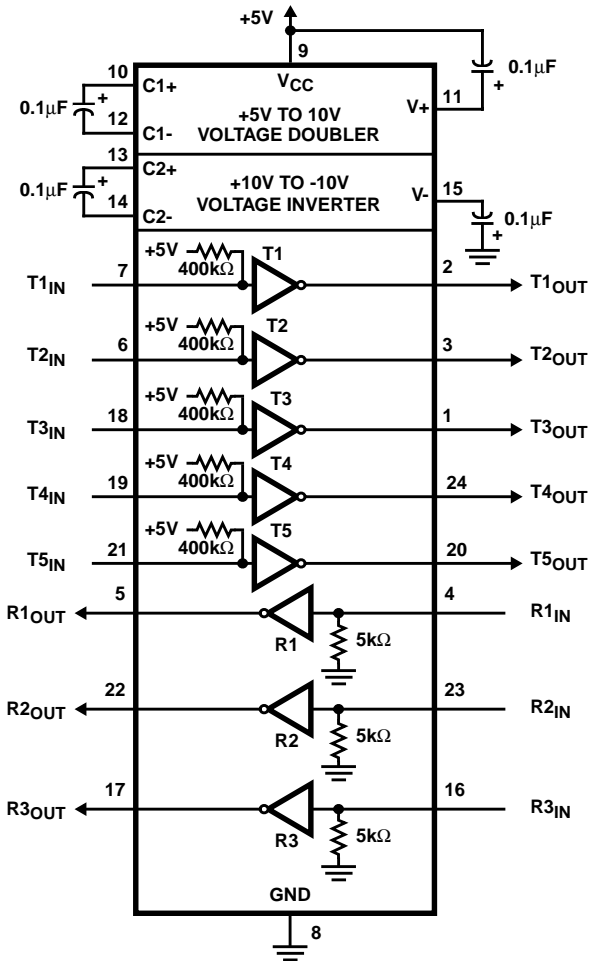 +5V
9
VCC
10
C1+
0.1µF
+
12
C1-
+5V TO 10V
VOLTAGE DOUBLER
V+
11
0.1µF
+
13
C2+
0.1µF
+
14
C2-
+10V TO -10V
VOLTAGE INVERTER
V-
15
0.1µF
+
T1IN
7
+5V
400kΩ
T1
2
T1OUT
T2IN
6
+5V
400kΩ
T2
3
T2OUT
T3IN
18
+5V
400kΩ
T3
1
T3OUT
T4IN
19
+5V
400kΩ
T4
24
T4OUT
T5IN
21
+5V
400kΩ
T5
20
T5OUT
R1OUT
5
R1
5kΩ
4
R1IN
R2OUT
22
R2
5kΩ
23
R2IN
R3OUT
17
R3
5kΩ
16
R3IN
GND
8